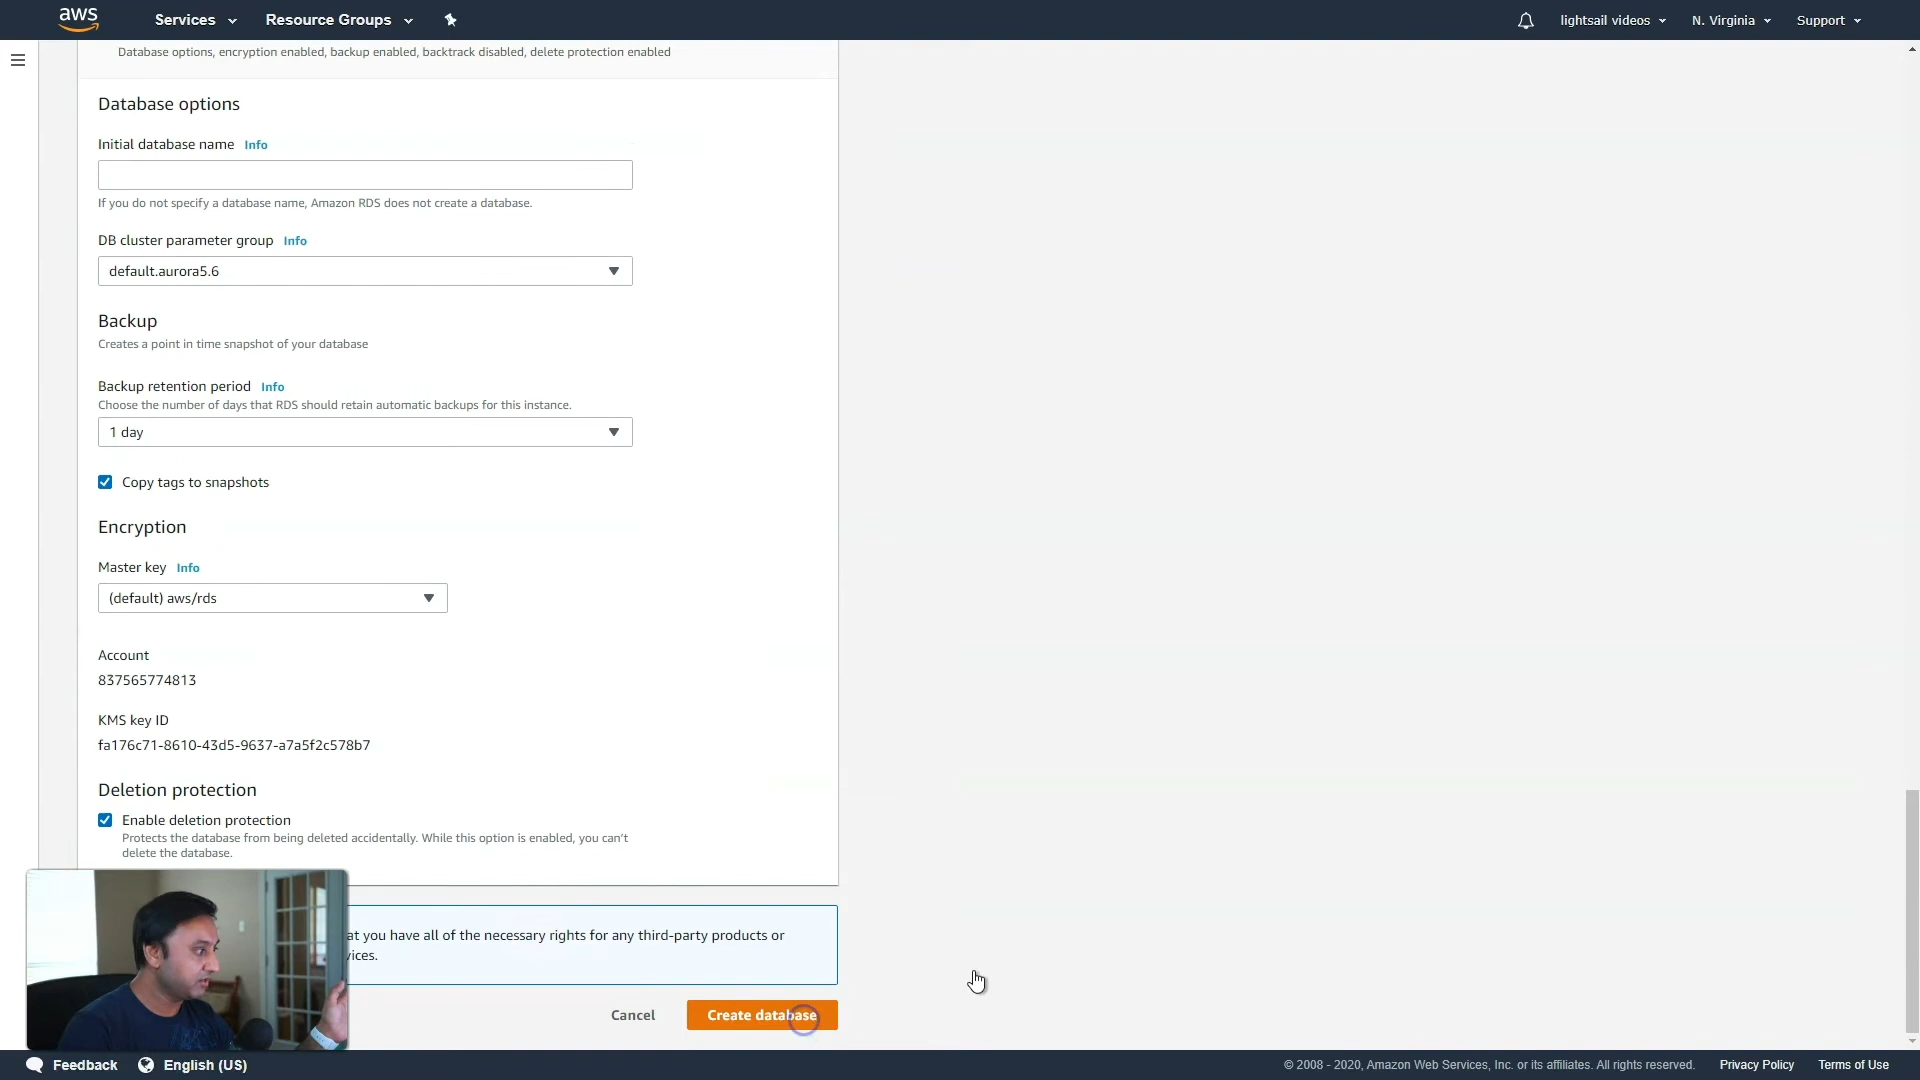 aws
Services
Resource Groups
lightsail videos
N. Virginia
Support
Database options, encryption enabled, backup enabled, backtrack disabled, delete protection enabled
Database options
Initial database name Info
If you do not specify a database name, Amazon RDS does not create a database.
DB cluster parameter group Info
default.aurora5.6
Backup
Creates a point in time snapshot of your database
Backup retention period Info
Choose the number of days that RDS should retain automatic backups for this instance.
1 day
Copy tags to snapshots
Encryption
Master key Info
(default) aws/rds
Account
837565774813
KMS key ID
fa176c71-8610-43d5-9637-a7a5f2c578b7
Deletion protection
Enable deletion protection
Protects the database from being deleted accidentally. While this option is enabled, you can't
delete the database.
at you have all of the necessary rights for any third-party products or
vices.
Cancel
Create database
Feedback
English (US)
© 2008 - 2020, Amazon Web Services, Inc. or its affiliates. All rights reserved.
Privacy Policy
Terms of Use